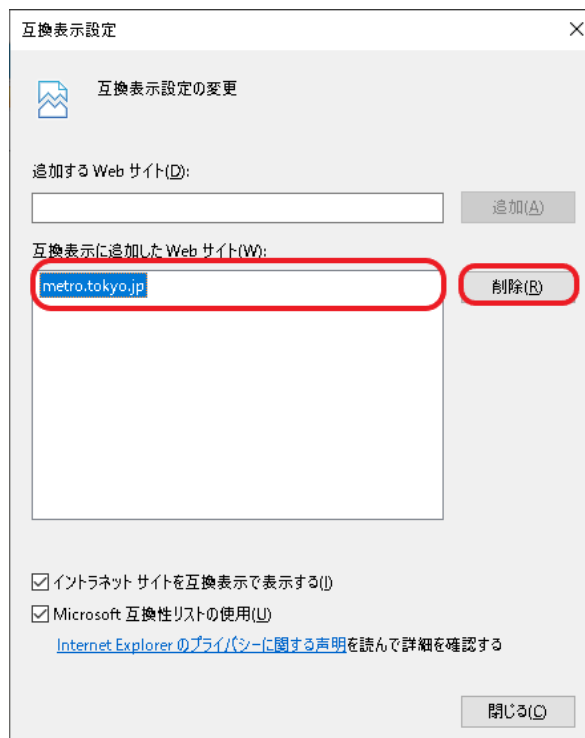 互換表示設定
互換表示設定の変更
追加する Web サイト(D):
追加(A)
互換表示に追加した Web サイト(W):
metro.tokyo.jp
削除(R)
イントラネット サイトを互換表示で表示する(I)
Microsoft 互換性リストの使用(U)
Internet Explorer のプライバシーに関する声明を読んで詳細を確認する
閉じる(C)